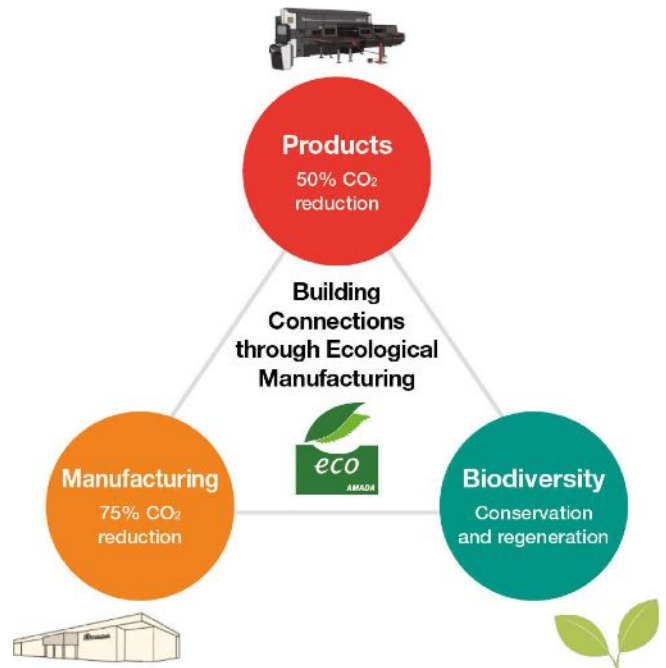 Products
50% CO₂
reduction
Building
Connections
through Ecological
Manufacturing
eco
AMADA
Manufacturing
75% CO₂
reduction
Biodiversity
Conservation
and regeneration